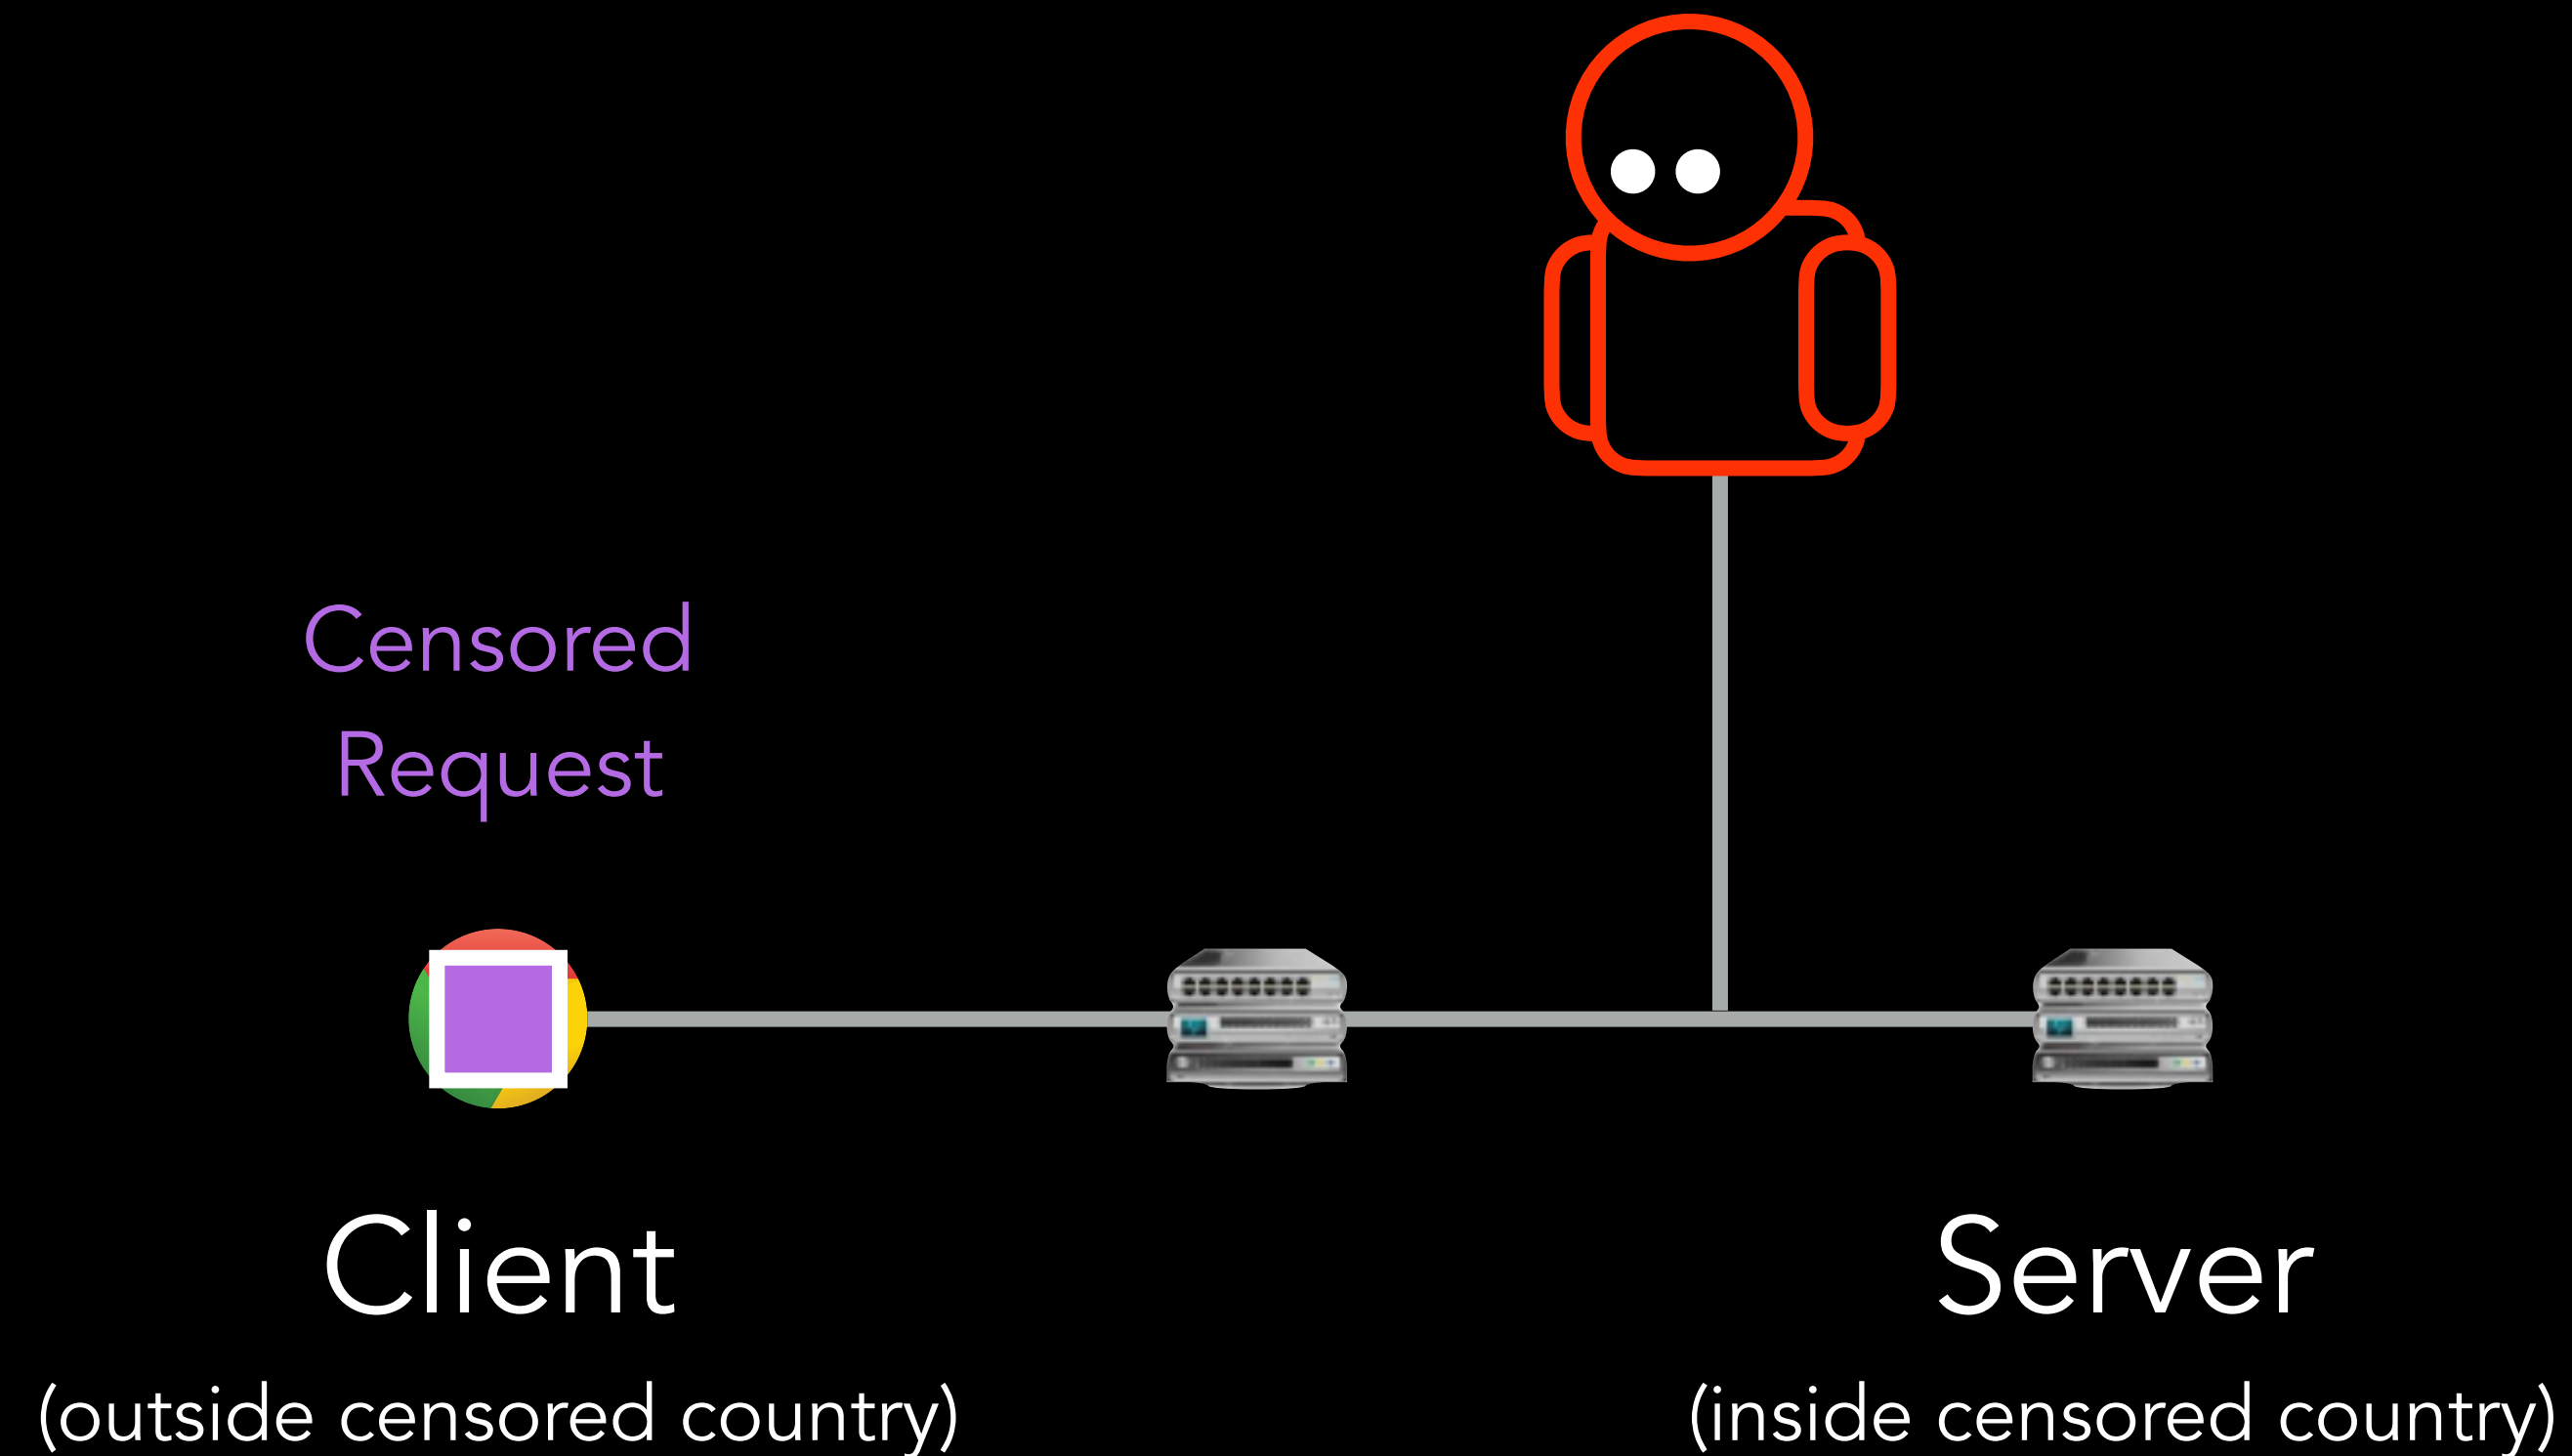 Censored
Request
Client
Server
(outside censored country)
(inside censored country)